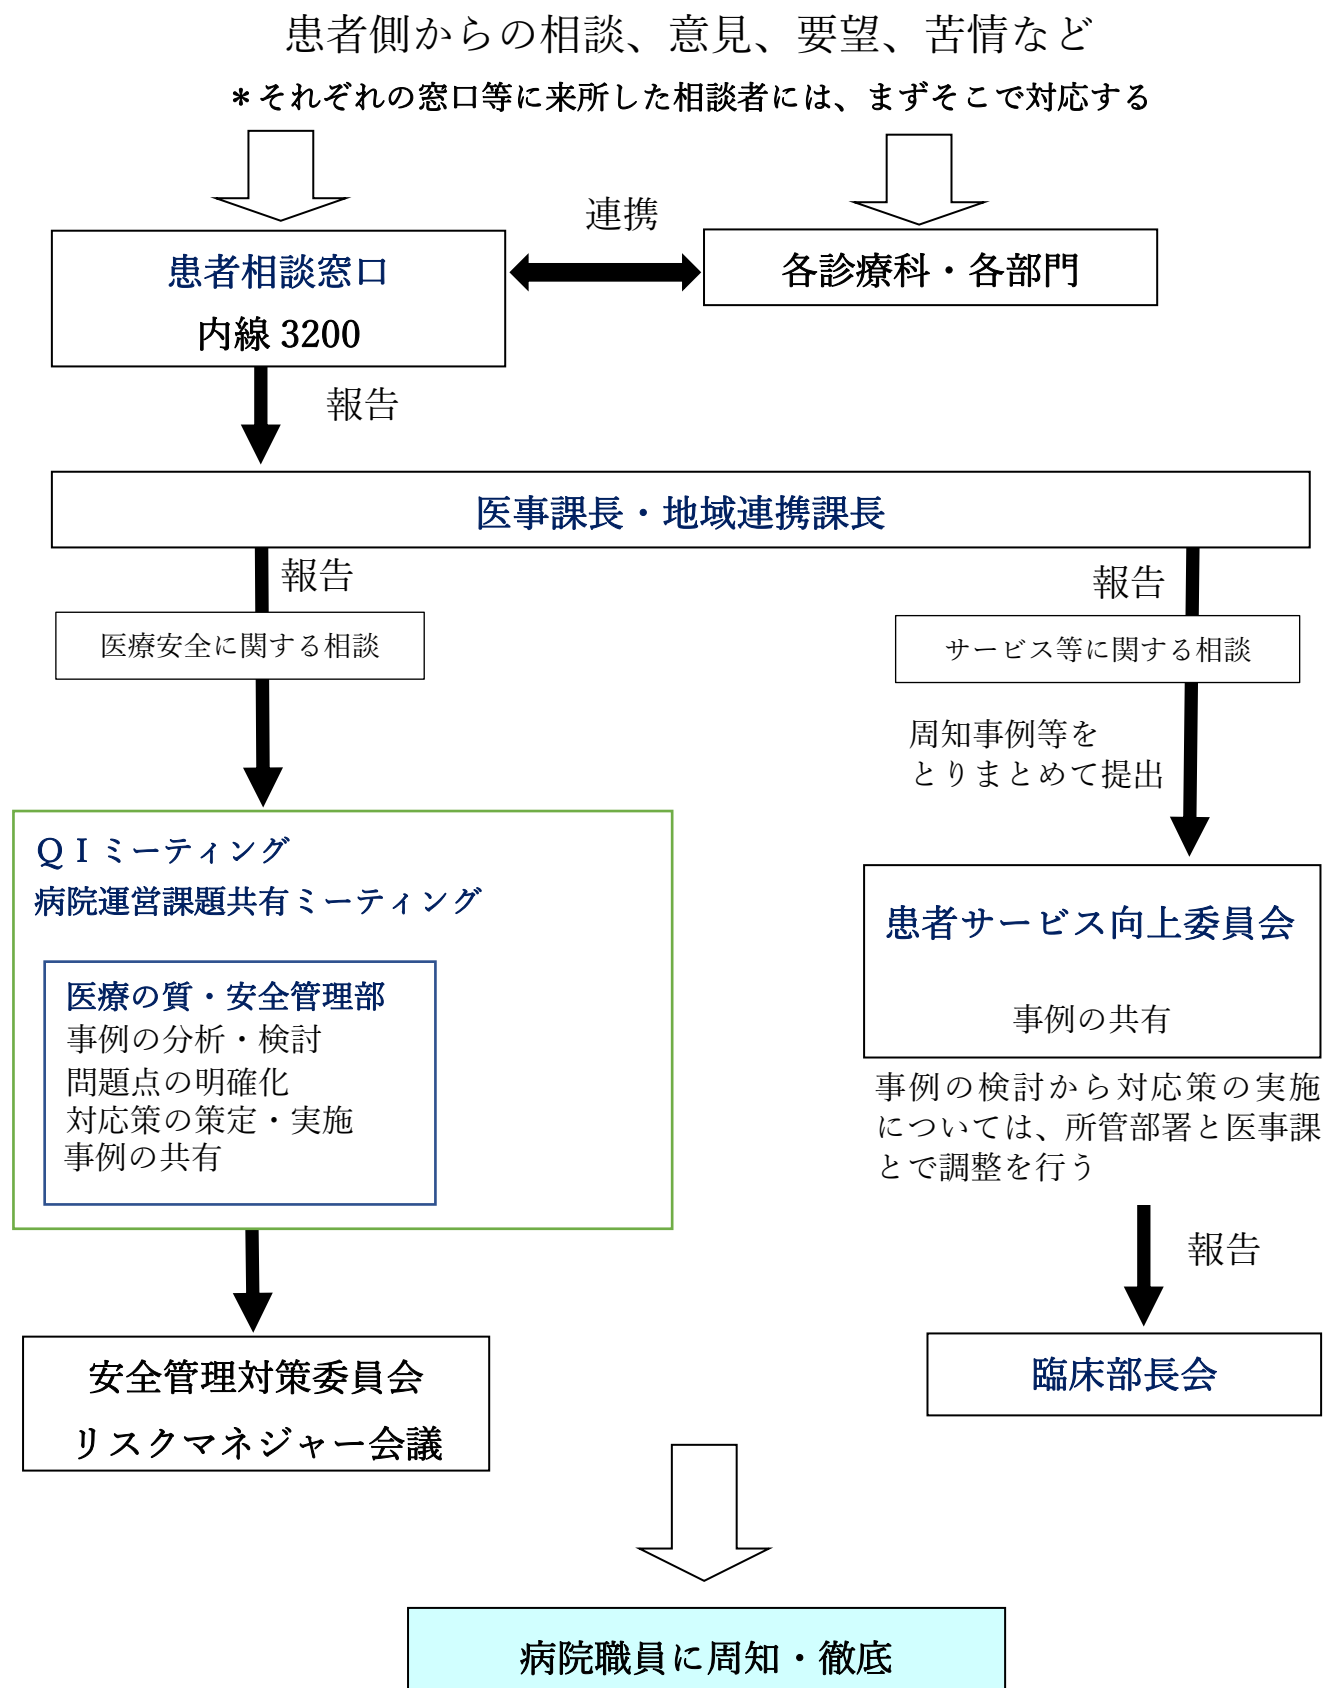 患者側からの相談、意見、要望、苦情など
＊それぞれの窓口等に来所した相談者には、まずそこで対応する
連携
患者相談窓口
内線 3200
各診療科・各部門
報告
医事課長・地域連携課長
報告
報告
医療安全に関する相談
サービス等に関する相談
周知事例等を
とりまとめて提出
ＱＩミーティング
病院運営課題共有ミーティング
医療の質・安全管理部
事例の分析・検討
問題点の明確化
対応策の策定・実施
事例の共有
患者サービス向上委員会
事例の共有
事例の検討から対応策の実施
については、所管部署と医事課
とで調整を行う
報告
安全管理対策委員会
リスクマネジャー会議
臨床部長会
病院職員に周知・徹底